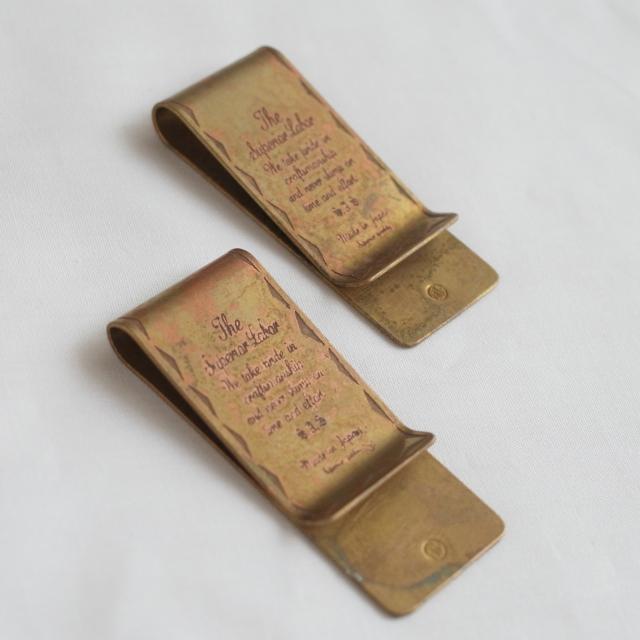 The
Superior Labor
We take pride in
craftsmanship
and never skimp on
time and effort
Made in Japan
The
Superior Labor
We take pride in
craftsmanship
and never skimp on
time and effort
Made in Japan